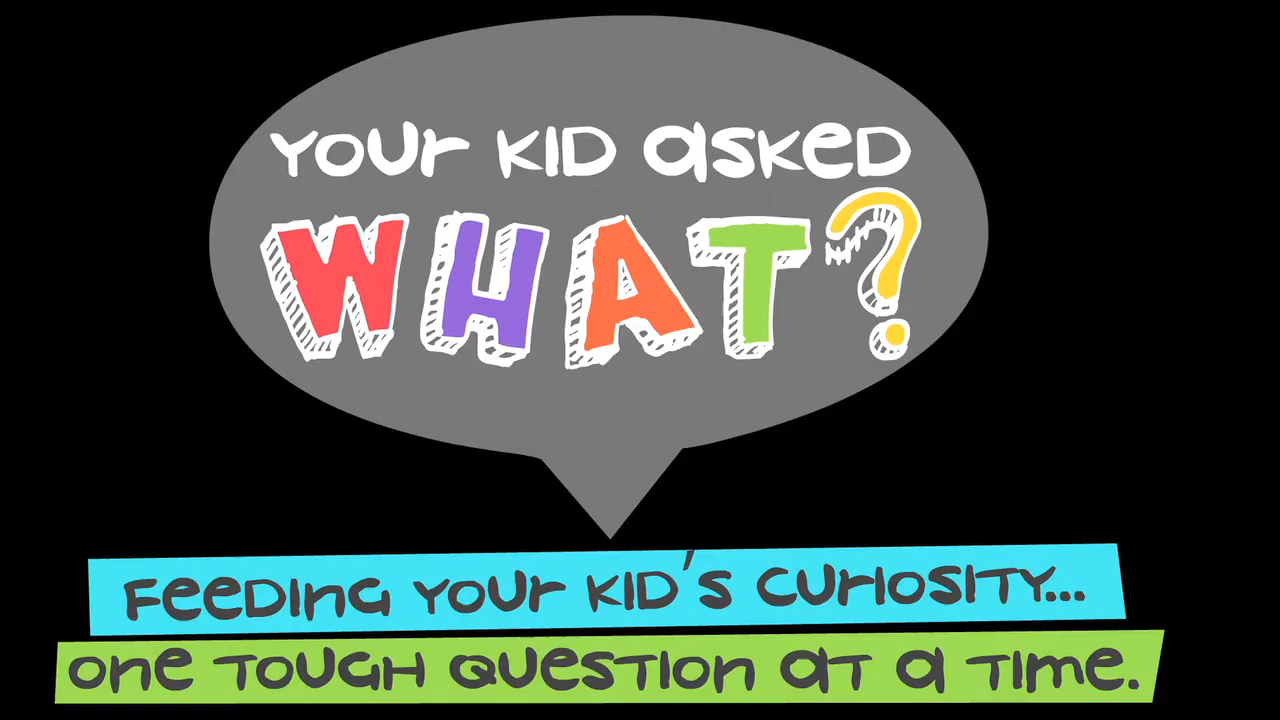 YOUR KID ASKED
WHAT?
FEEDING YOUR KID'S CURIOSITY...
ONE TOUGH QUESTION AT A TIME.